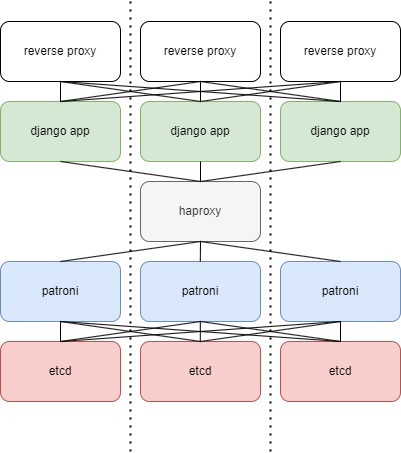 reverse proxy
reverse proxy
reverse proxy
django app
django app
django app
haproxy
patroni
patroni
patroni
etcd
etcd
etcd